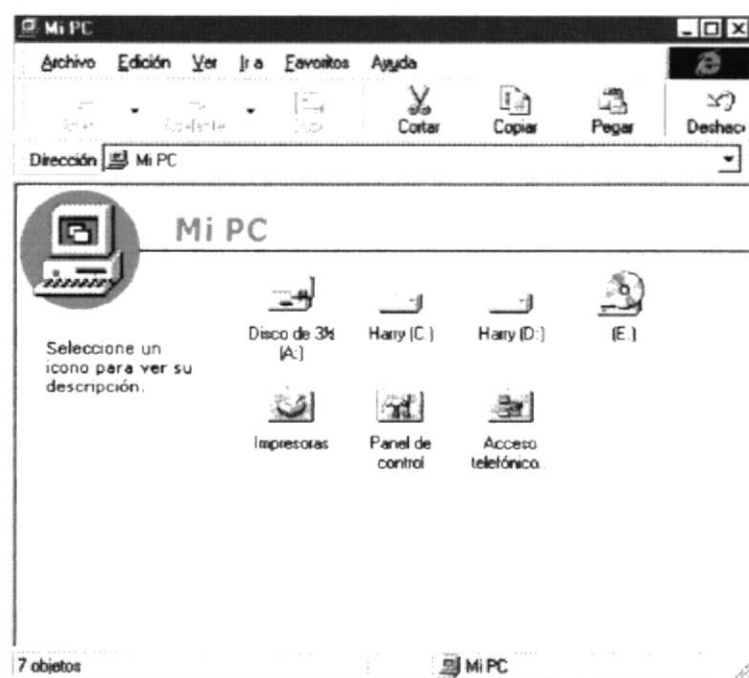 Mi PC
Archivo Edición Ver Ir a Favoritos Ayuda
Cortar Copiar Pegar Deshac
Dirección Mi PC
Mi PC
Seleccione un
icono para ver su
descripción.
Disco de 3½
(A:)
Harry (C:)
Harry (D:)
(E:)
Impresoras
Panel de
control
Acceso
telefónico..
7 objetos
Mi PC